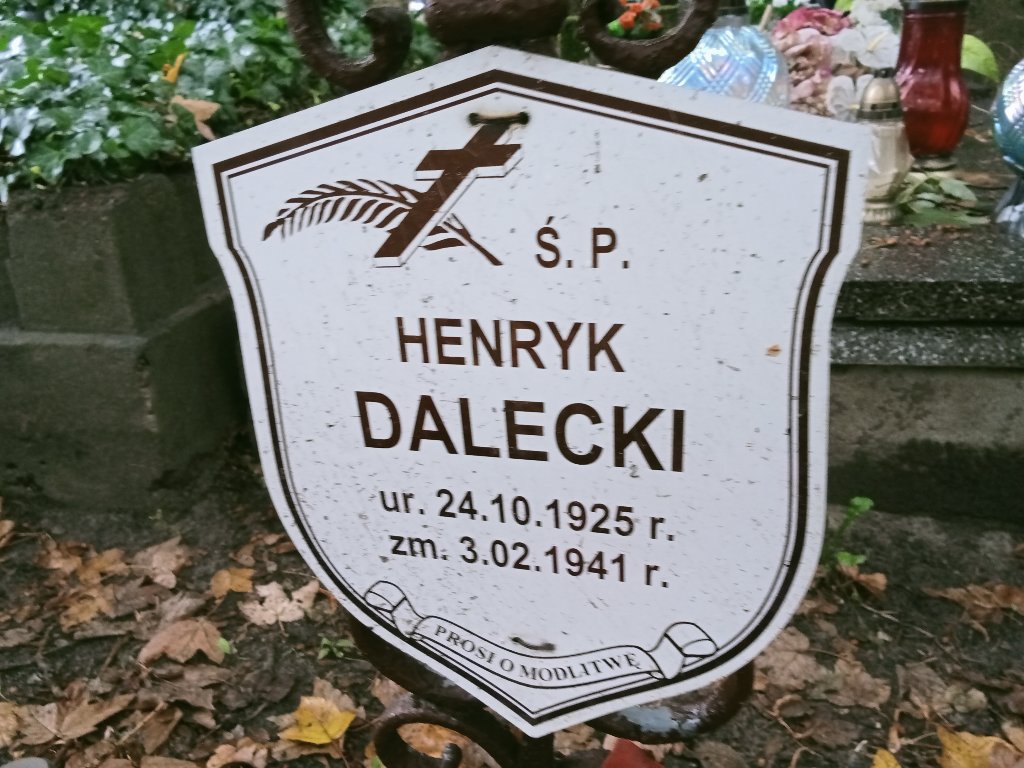 Ś. P.
HENRYK
DALECKI
ur. 24.10.1925 r.
zm. 3.02.1941 r.
PROSI O MODLITWĘ